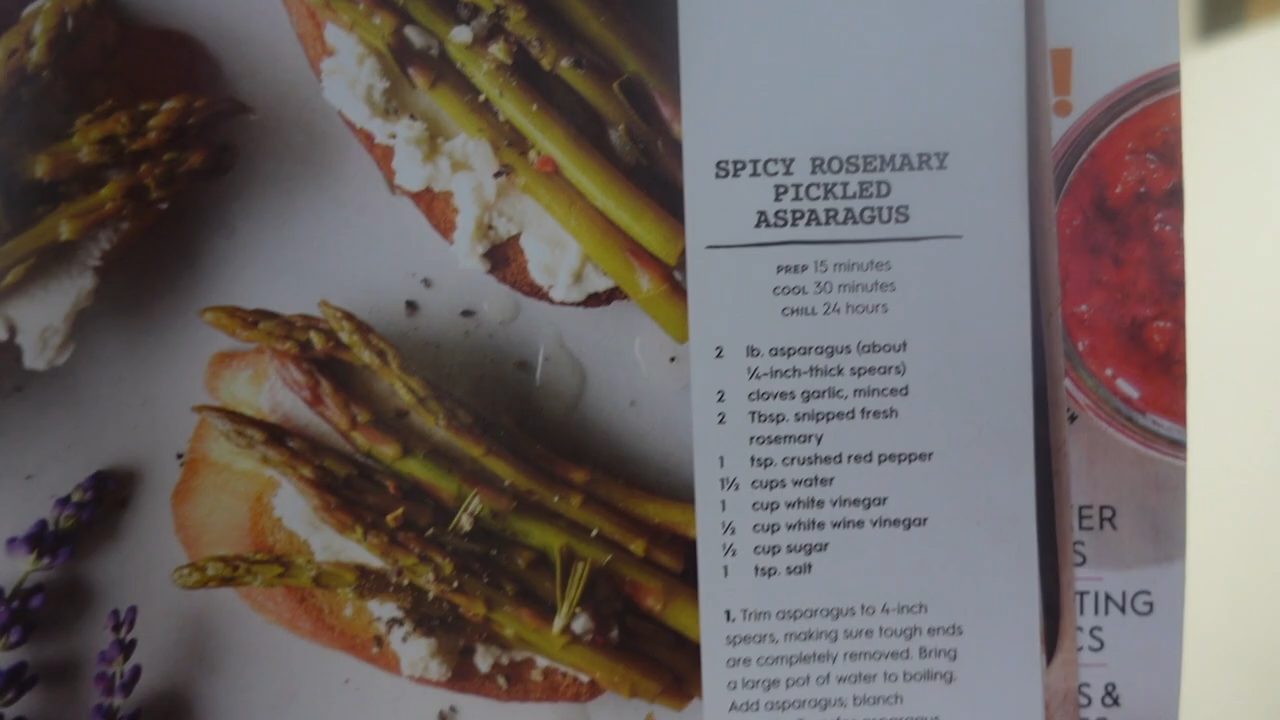 SPICY ROSEMARY
PICKLED
ASPARAGUS
PREP 15 minutes
COOL 30 minutes
CHILL 24 hours
2 lb. asparagus (about
¼-inch-thick spears)
2 cloves garlic, minced
2 Tbsp. snipped fresh
rosemary
1 tsp. crushed red pepper
1½ cups water
1 cup white vinegar
½ cup white wine vinegar
½ cup sugar
1 tsp. salt
1. Trim asparagus to 4-inch
spears, making sure tough ends
are completely removed. Bring
a large pot of water to boiling.
Add asparagus; blanch
asparagus
!
ER
S
TING
CS
S &